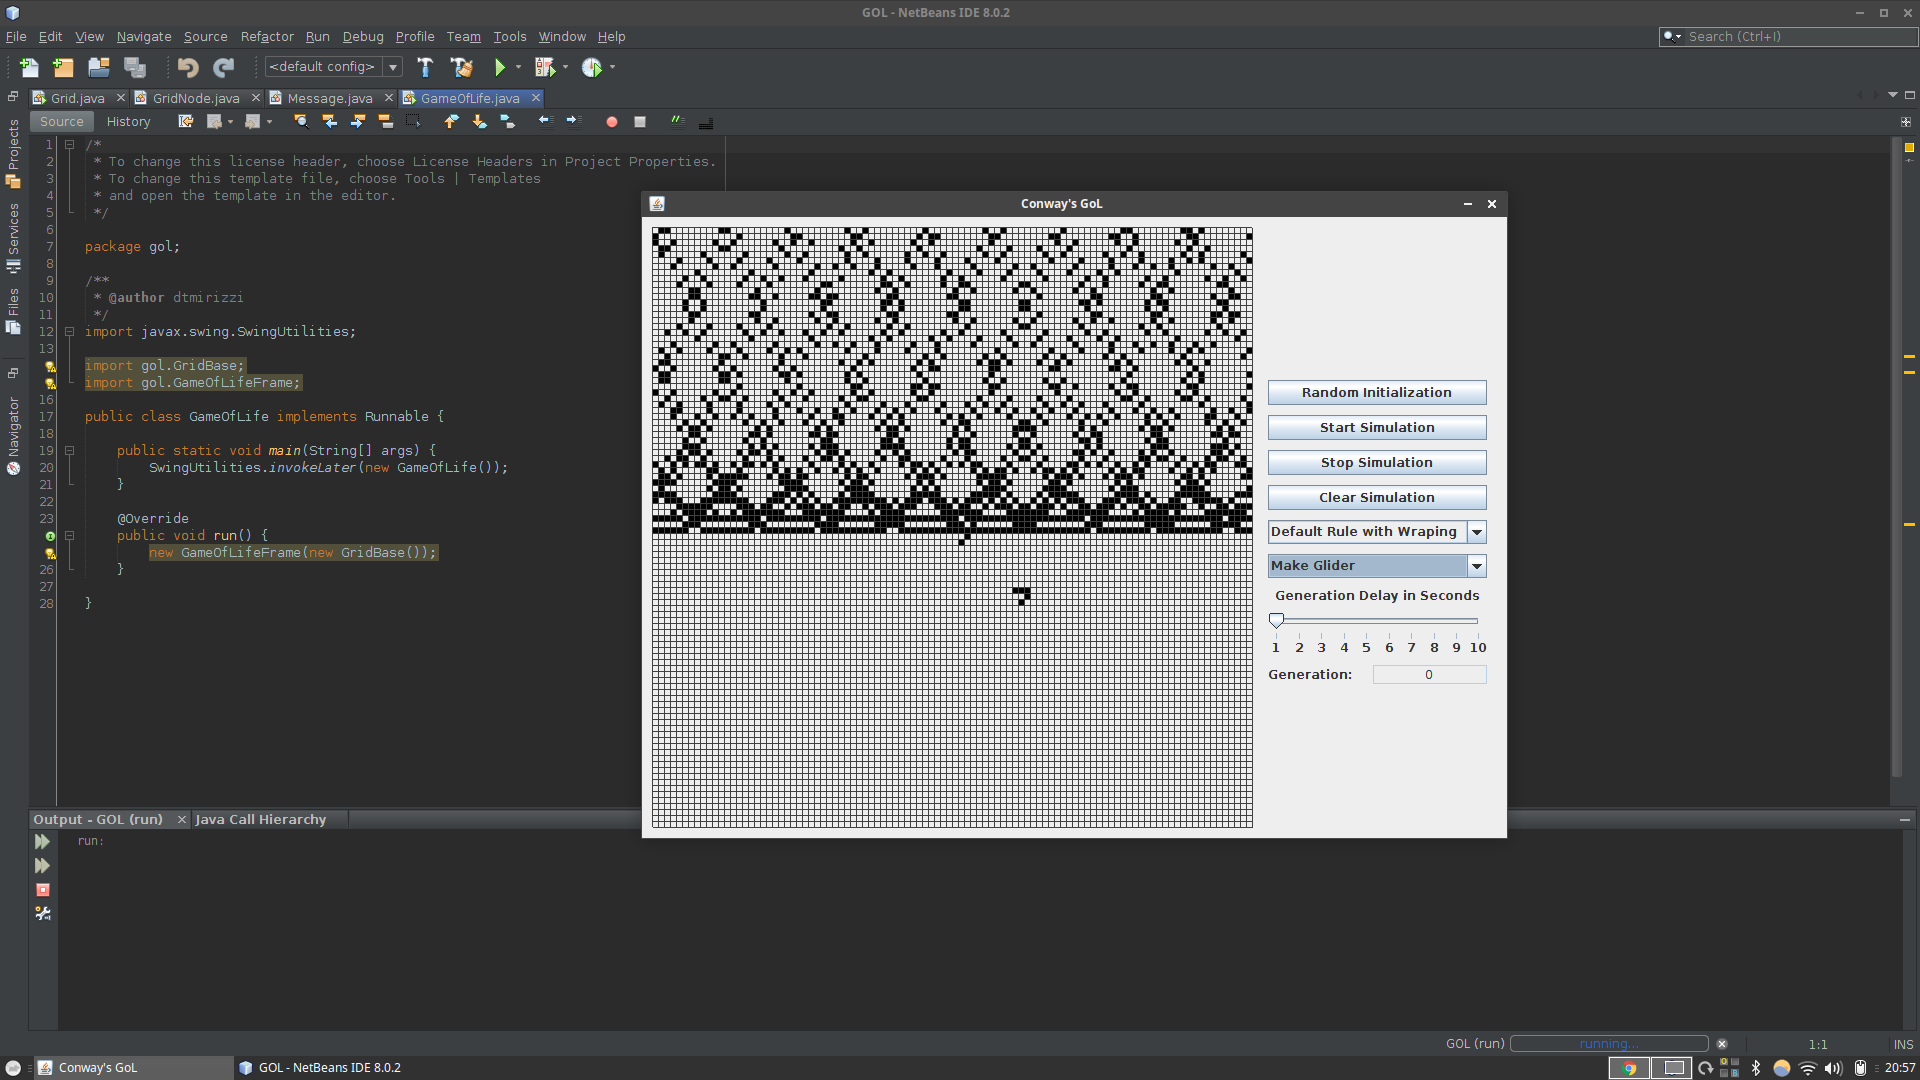 GOL - NetBeans IDE 8.0.2
File Edit View Navigate Source Refactor Run Debug Profile Team Tools Window Help
Search (Ctrl+I)
<default config>
Grid.java
GridNode.java
Message.java
GameOfLife.java
Source History
Projects
Services
Files
Navigator
1 /*
2 * To change this license header, choose License Headers in Project Properties.
3 * To change this template file, choose Tools | Templates
4 * and open the template in the editor.
5 */
6
7 package gol;
8
9 /**
10 * @author dtmirizzi
11 */
12 import javax.swing.SwingUtilities;
13
import gol.GridBase;
import gol.GameOfLifeFrame;
16
17 public class GameOfLife implements Runnable {
18
19 public static void main(String[] args) {
20 SwingUtilities.invokeLater(new GameOfLife());
21 }
22
23 @Override
public void run() {
new GameOfLifeFrame(new GridBase());
26 }
27
28 }
Conway's GoL
Random Initialization
Start Simulation
Stop Simulation
Clear Simulation
Default Rule with Wraping
Make Glider
Generation Delay in Seconds
1 2 3 4 5 6 7 8 9 10
Generation: 0
Output - GOL (run)
Java Call Hierarchy
run:
GOL (run) running... 1:1 INS
Conway's GoL
GOL - NetBeans IDE 8.0.2
20:57